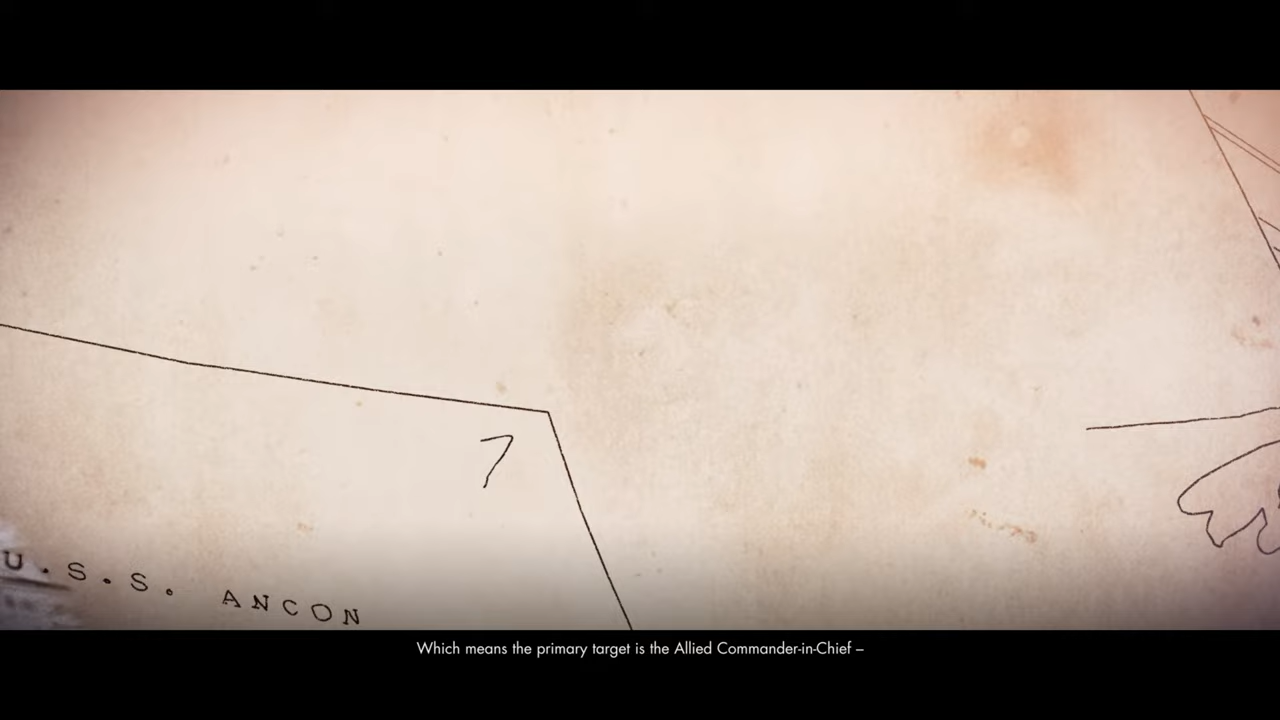 7
U.S.S. ANCON
Which means the primary target is the Allied Commander-in-Chief –